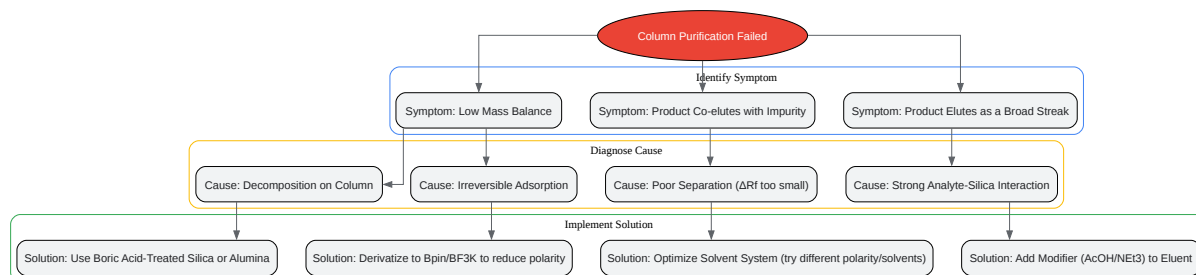 Column Purification Failed
Identify Symptom
Symptom: Low Mass Balance
Symptom: Product Co-elutes with Impurity
Symptom: Product Elutes as a Broad Streak
Diagnose Cause
Cause: Decomposition on Column
Cause: Irreversible Adsorption
Cause: Poor Separation (ΔRf too small)
Cause: Strong Analyte-Silica Interaction
Implement Solution
Solution: Use Boric Acid-Treated Silica or Alumina
Solution: Derivatize to Bpin/BF3K to reduce polarity
Solution: Optimize Solvent System (try different polarity/solvents)
Solution: Add Modifier (AcOH/NEt3) to Eluent